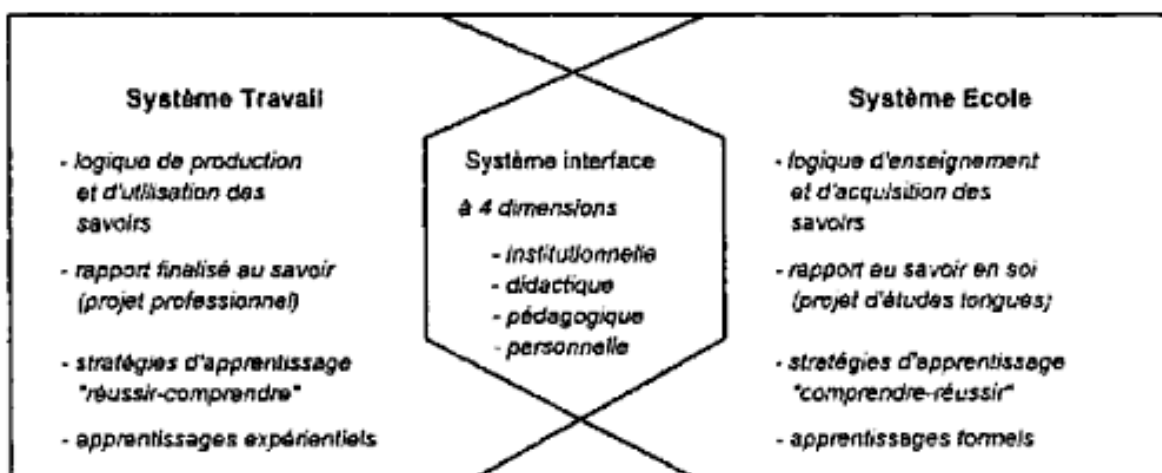 Système Travail
- logique de production
et d'utilisation des
savoirs
- rapport finalisé au savoir
(projet professionnel)
- stratégies d'apprentissage
"réussir-comprendre"
- apprentissages expérientiels
Système interface
à 4 dimensions
- institutionnelle
- didactique
- pédagogique
- personnelle
Système Ecole
- logique d'enseignement
et d'acquisition des
savoirs
- rapport au savoir en soi
(projet d'études longues)
- stratégies d'apprentissage
"comprendre-réussir"
- apprentissages formels